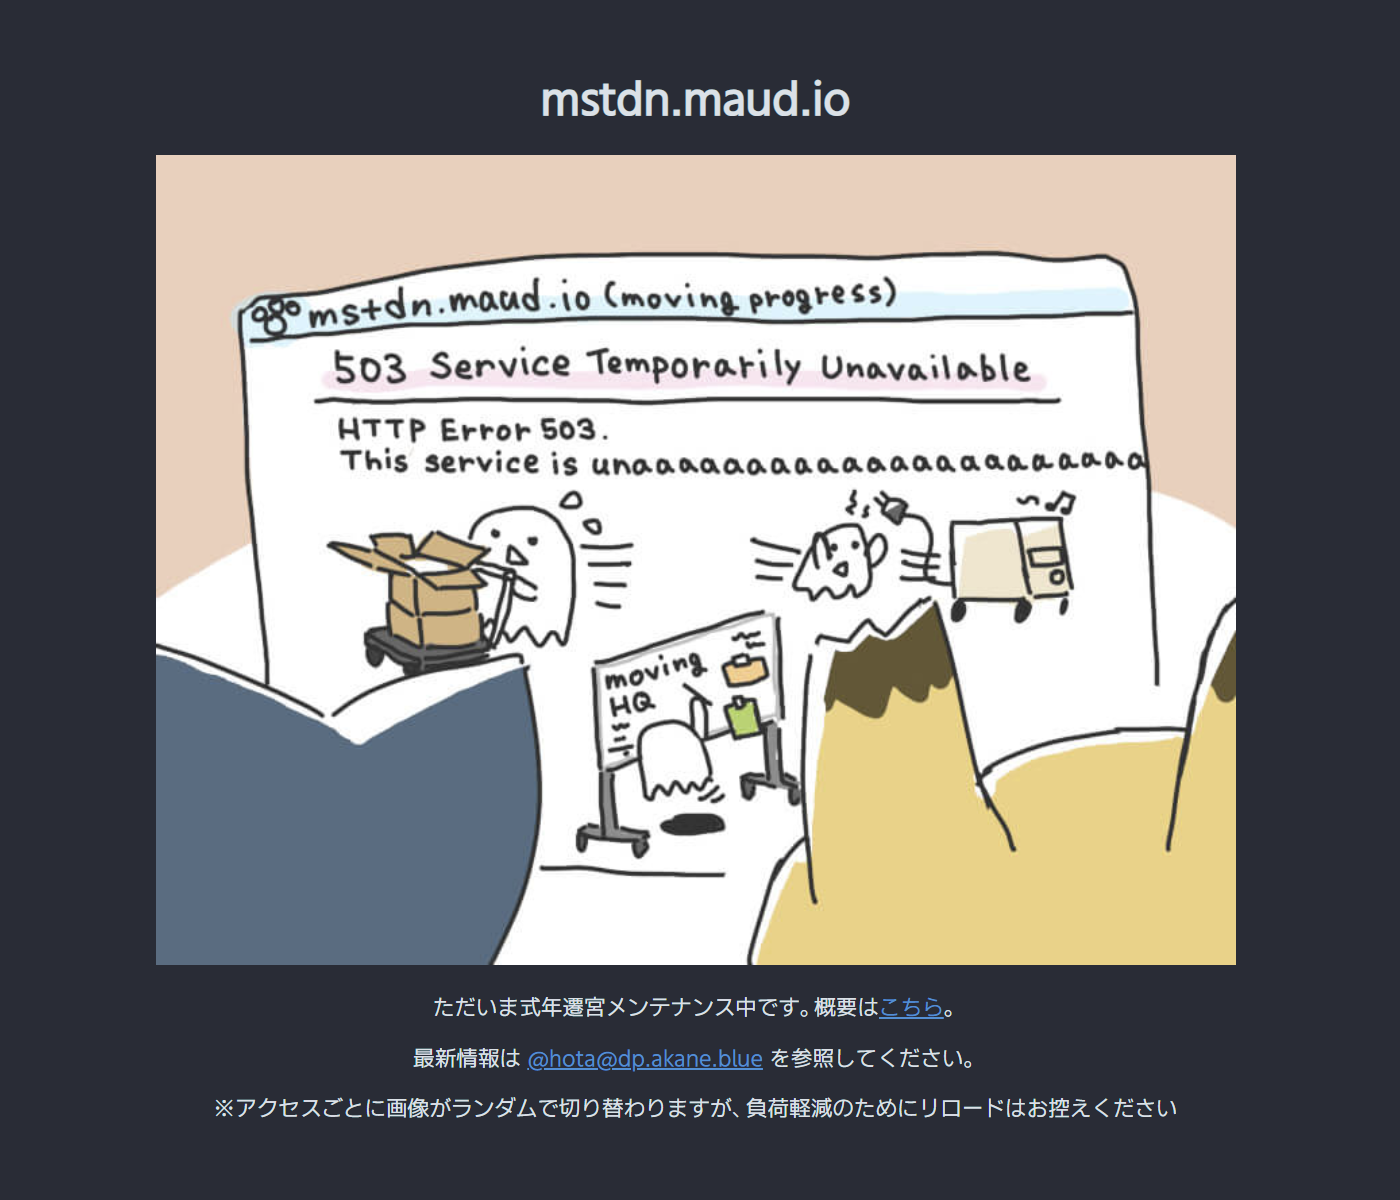 mstdn.maud.io
mstdn.maud.io (moving progress)
503 Service Temporarily Unavailable
HTTP Error 503.
This service is unaaaaaaaaaaaaaaaaaaaaaa
moving
HQ
ただいま式年遷宮メンテナンス中です。概要はこちら。
最新情報は @hota@dp.akane.blue を参照してください。
※アクセスごとに画像がランダムで切り替わりますが、負荷軽減のためにリロードはお控えください